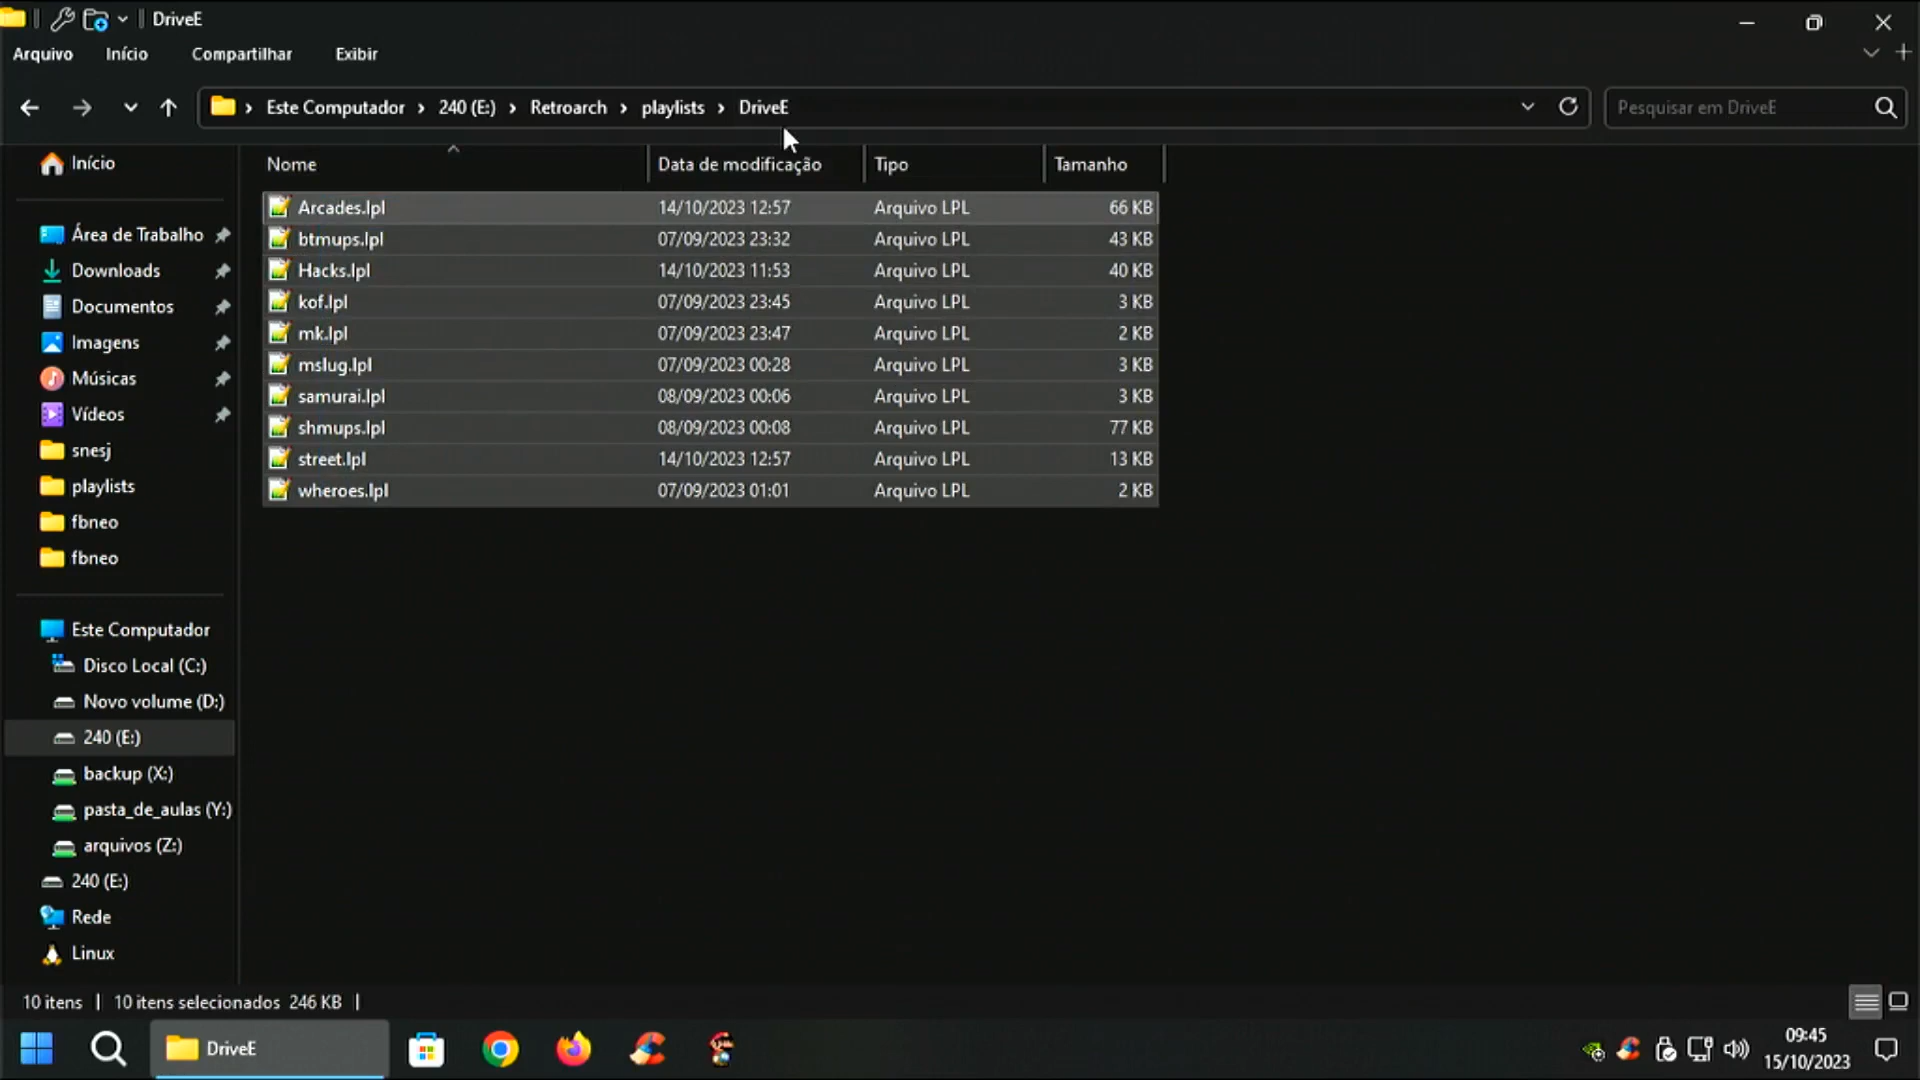 DriveE
Arquivo Início Compartilhar Exibir
Este Computador 240 (E:) Retroarch playlists DriveE
Pesquisar em DriveE
Nome Data de modificação Tipo Tamanho
Arcades.lpl 14/10/2023 12:57 Arquivo LPL 66 KB
btmups.lpl 07/09/2023 23:32 Arquivo LPL 43 KB
Hacks.lpl 14/10/2023 11:53 Arquivo LPL 40 KB
kof.lpl 07/09/2023 23:45 Arquivo LPL 3 KB
mk.lpl 07/09/2023 23:47 Arquivo LPL 2 KB
mslug.lpl 07/09/2023 00:28 Arquivo LPL 3 KB
samurai.lpl 08/09/2023 00:06 Arquivo LPL 3 KB
shmups.lpl 08/09/2023 00:08 Arquivo LPL 77 KB
street.lpl 14/10/2023 12:57 Arquivo LPL 13 KB
wheroes.lpl 07/09/2023 01:01 Arquivo LPL 2 KB
Início
Área de Trabalho
Downloads
Documentos
Imagens
Músicas
Vídeos
snesj
playlists
fbneo
fbneo
Este Computador
Disco Local (C:)
Novo volume (D:)
240 (E:)
backup (X:)
pasta_de_aulas (Y:)
arquivos (Z:)
240 (E:)
Rede
Linux
10 itens 10 itens selecionados 246 KB
DriveE
09:45
15/10/2023